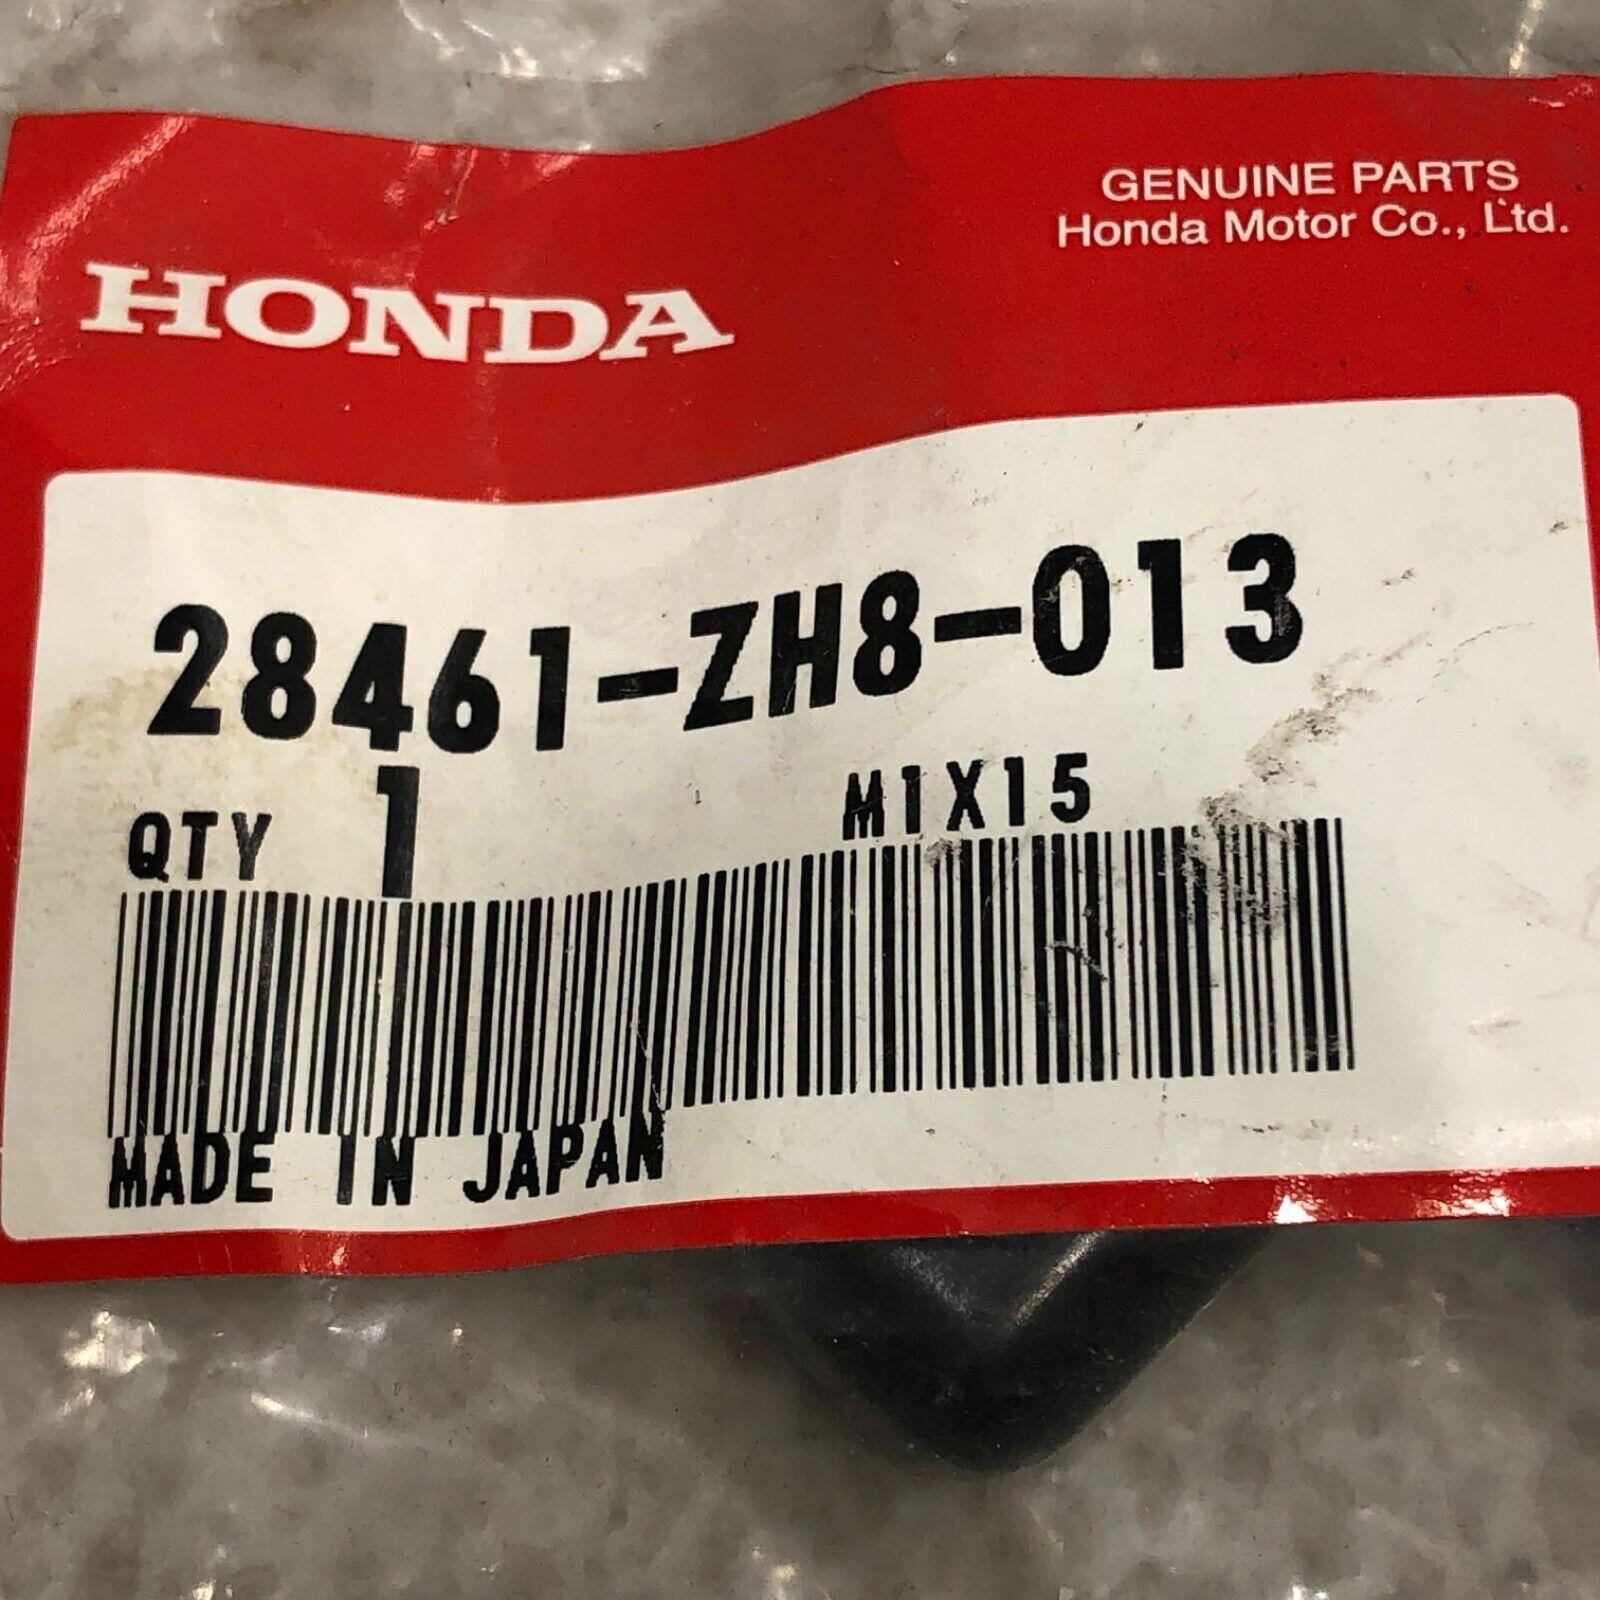 GENUINE PARTS
Honda Motor Co., Ltd.
HONDA
28461-ZH8-013
QTY 1 M1X15
MADE IN JAPAN